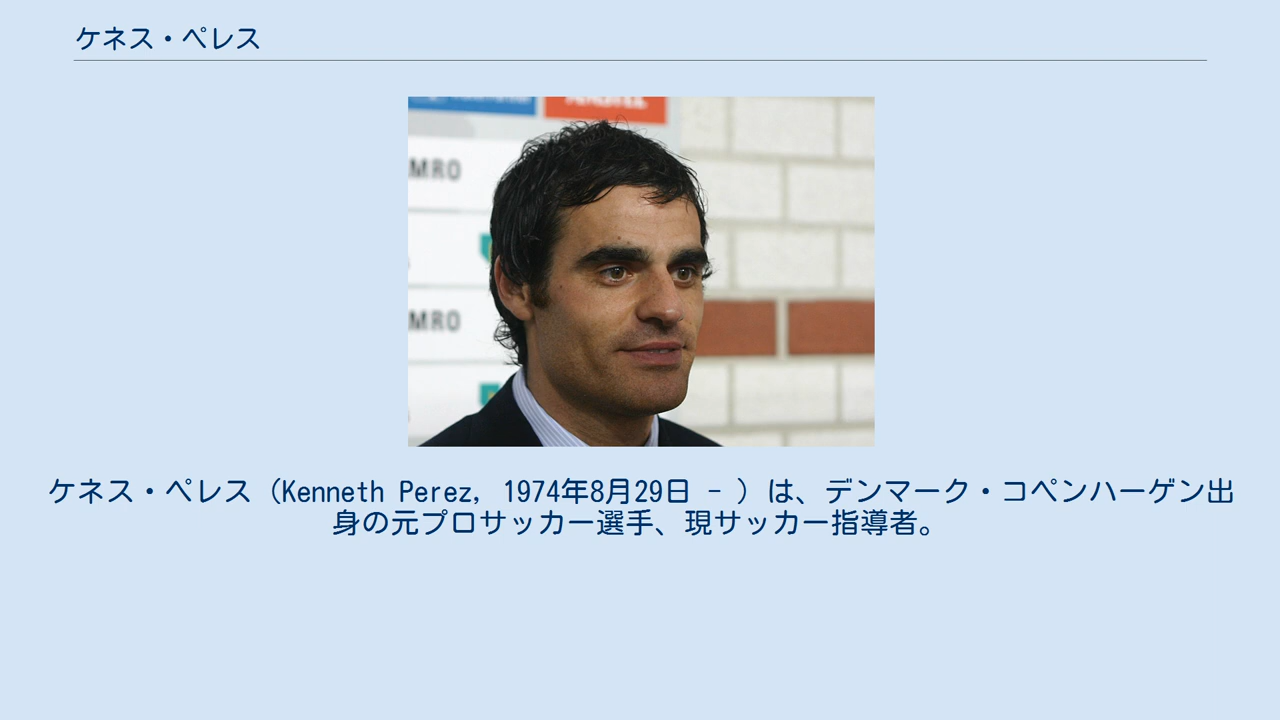 ケネス・ペレス
MRO
MRO
ケネス・ペレス（Kenneth Perez, 1974年8月29日 - ）は、デンマーク・コペンハーゲン出
身の元プロサッカー選手、現サッカー指導者。